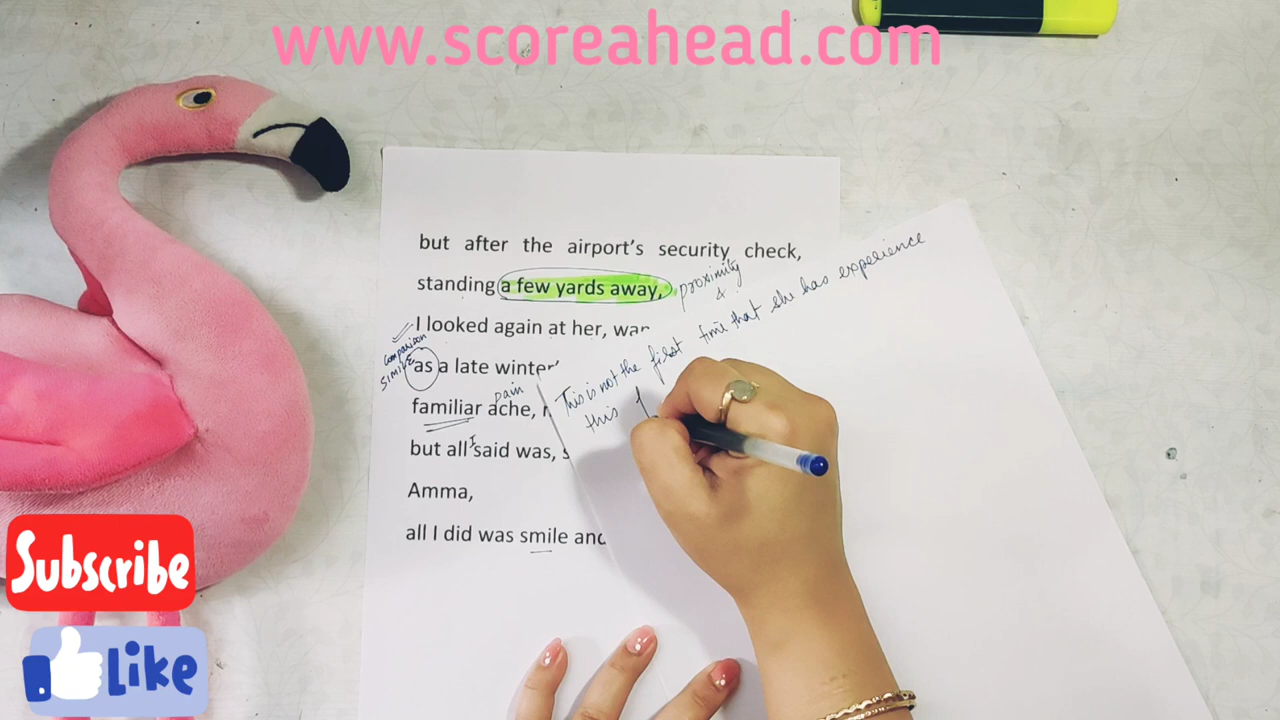 www.scoreahead.com
but after the airport's security check,
standing a few yards away,
proximity
&
I looked again at her, wan
comparison
SIMILE
as a late winter'
pain
familiar ache,
but all I said was,
Amma,
all I did was smile and
This is not the first time that she has experience
this
Subscribe
Like